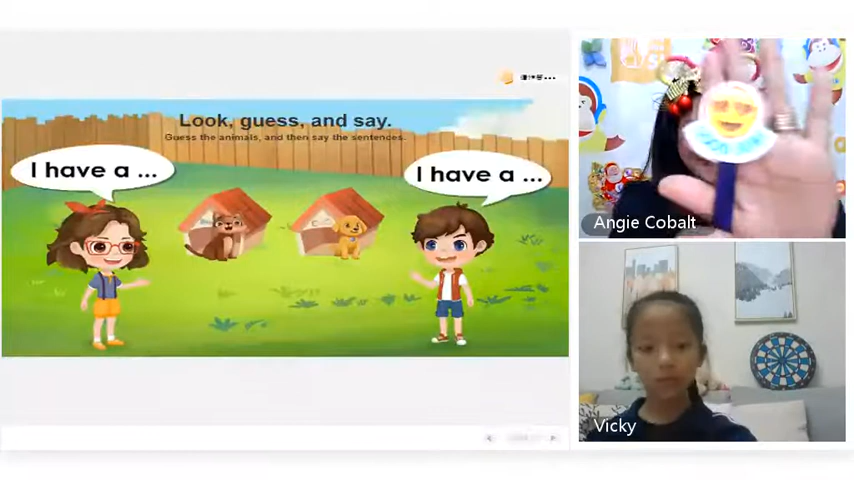 Look, guess, and say.
Guess the animals, and then say the sentences.
I have a ...
I have a ...
Angie Cobalt
Vicky